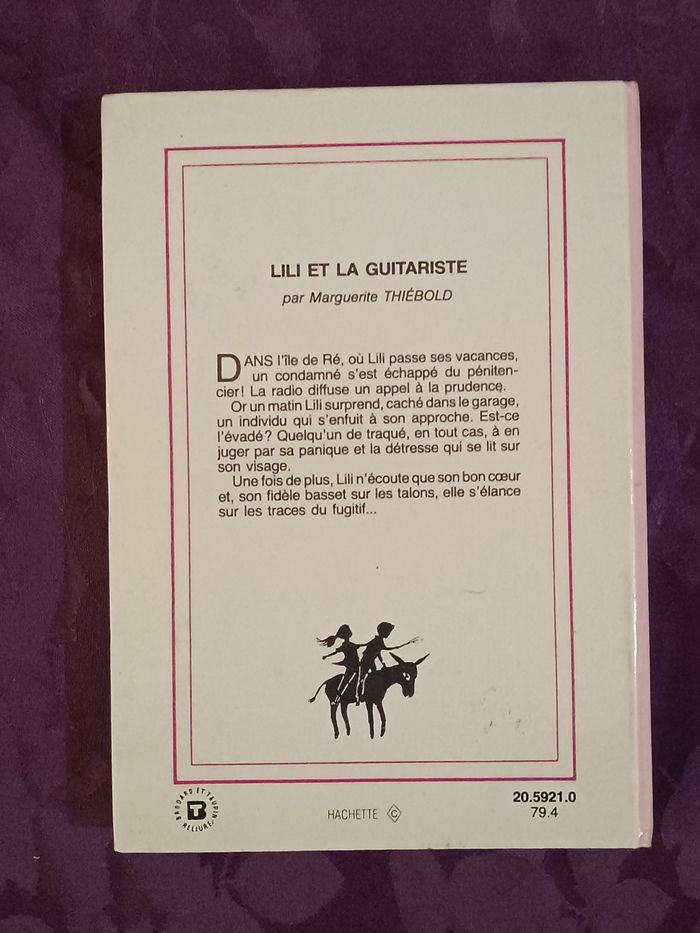 LILI ET LA GUITARISTE
par Marguerite THIÉBOLD
DANS l'île de Ré, où Lili passe ses vacances,
un condamné s'est échappé du péniten-
cier! La radio diffuse un appel à la prudence.
Or un matin Lili surprend, caché dans le garage,
un individu qui s'enfuit à son approche. Est-ce
l'évadé? Quelqu'un de traqué, en tout cas, à en
juger par sa panique et la détresse qui se lit sur
son visage.
Une fois de plus, Lili n'écoute que son bon cœur
et, son fidèle basset sur les talons, elle s'élance
sur les traces du fugitif...
BRODARD ET TAUPIN
RELIURE
BT
HACHETTE C
20.5921.0
79.4